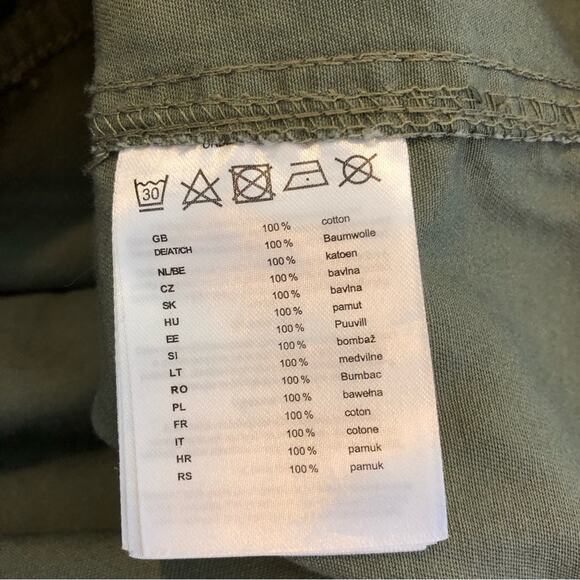 30
GB 100 % cotton
DE/AT/CH 100 % Baumwolle
NL/BE 100 % katoen
CZ 100 % bavlna
SK 100 % bavlna
HU 100 % pamut
EE 100 % Puuvill
SI 100 % bombaž
LT 100 % medvilne
RO 100 % Bumbac
PL 100 % bawełna
FR 100 % coton
IT 100 % cotone
HR 100 % pamuk
RS 100 % pamuk